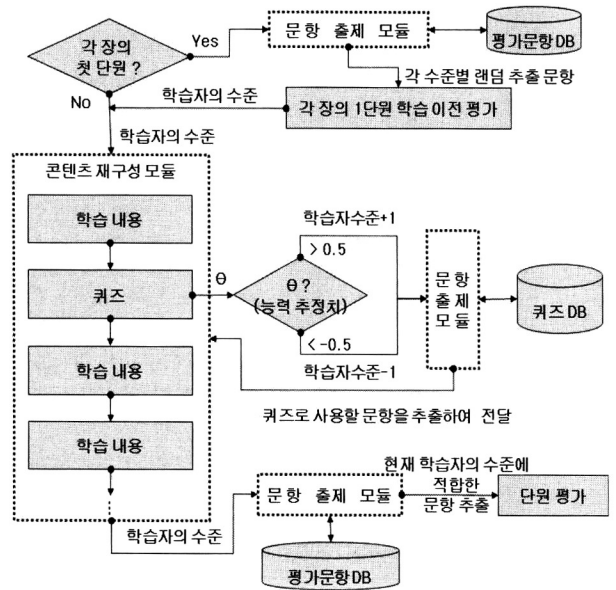 각 장의
첫 단원 ?
Yes
문 항 출 제 모 듈
평가문항 DB
각 수준별 랜덤 추출 문항
No
학습자의 수준
각 장의 1단원 학습 이전 평가
학습자의 수준
콘텐츠 재구성 모듈
학습 내용
퀴즈
학습 내용
학습 내용
학습자수준+1
> 0.5
Θ
Θ ?
(능력 추정치)
< -0.5
학습자수준-1
문
항
출
제
모
듈
퀴즈 DB
퀴즈로 사용할 문항을 추출하여 전달
현재 학습자의 수준에
적합한
문항 추출
문 항 출 제 모 듈
단원 평가
학습자의 수준
평가문항 DB